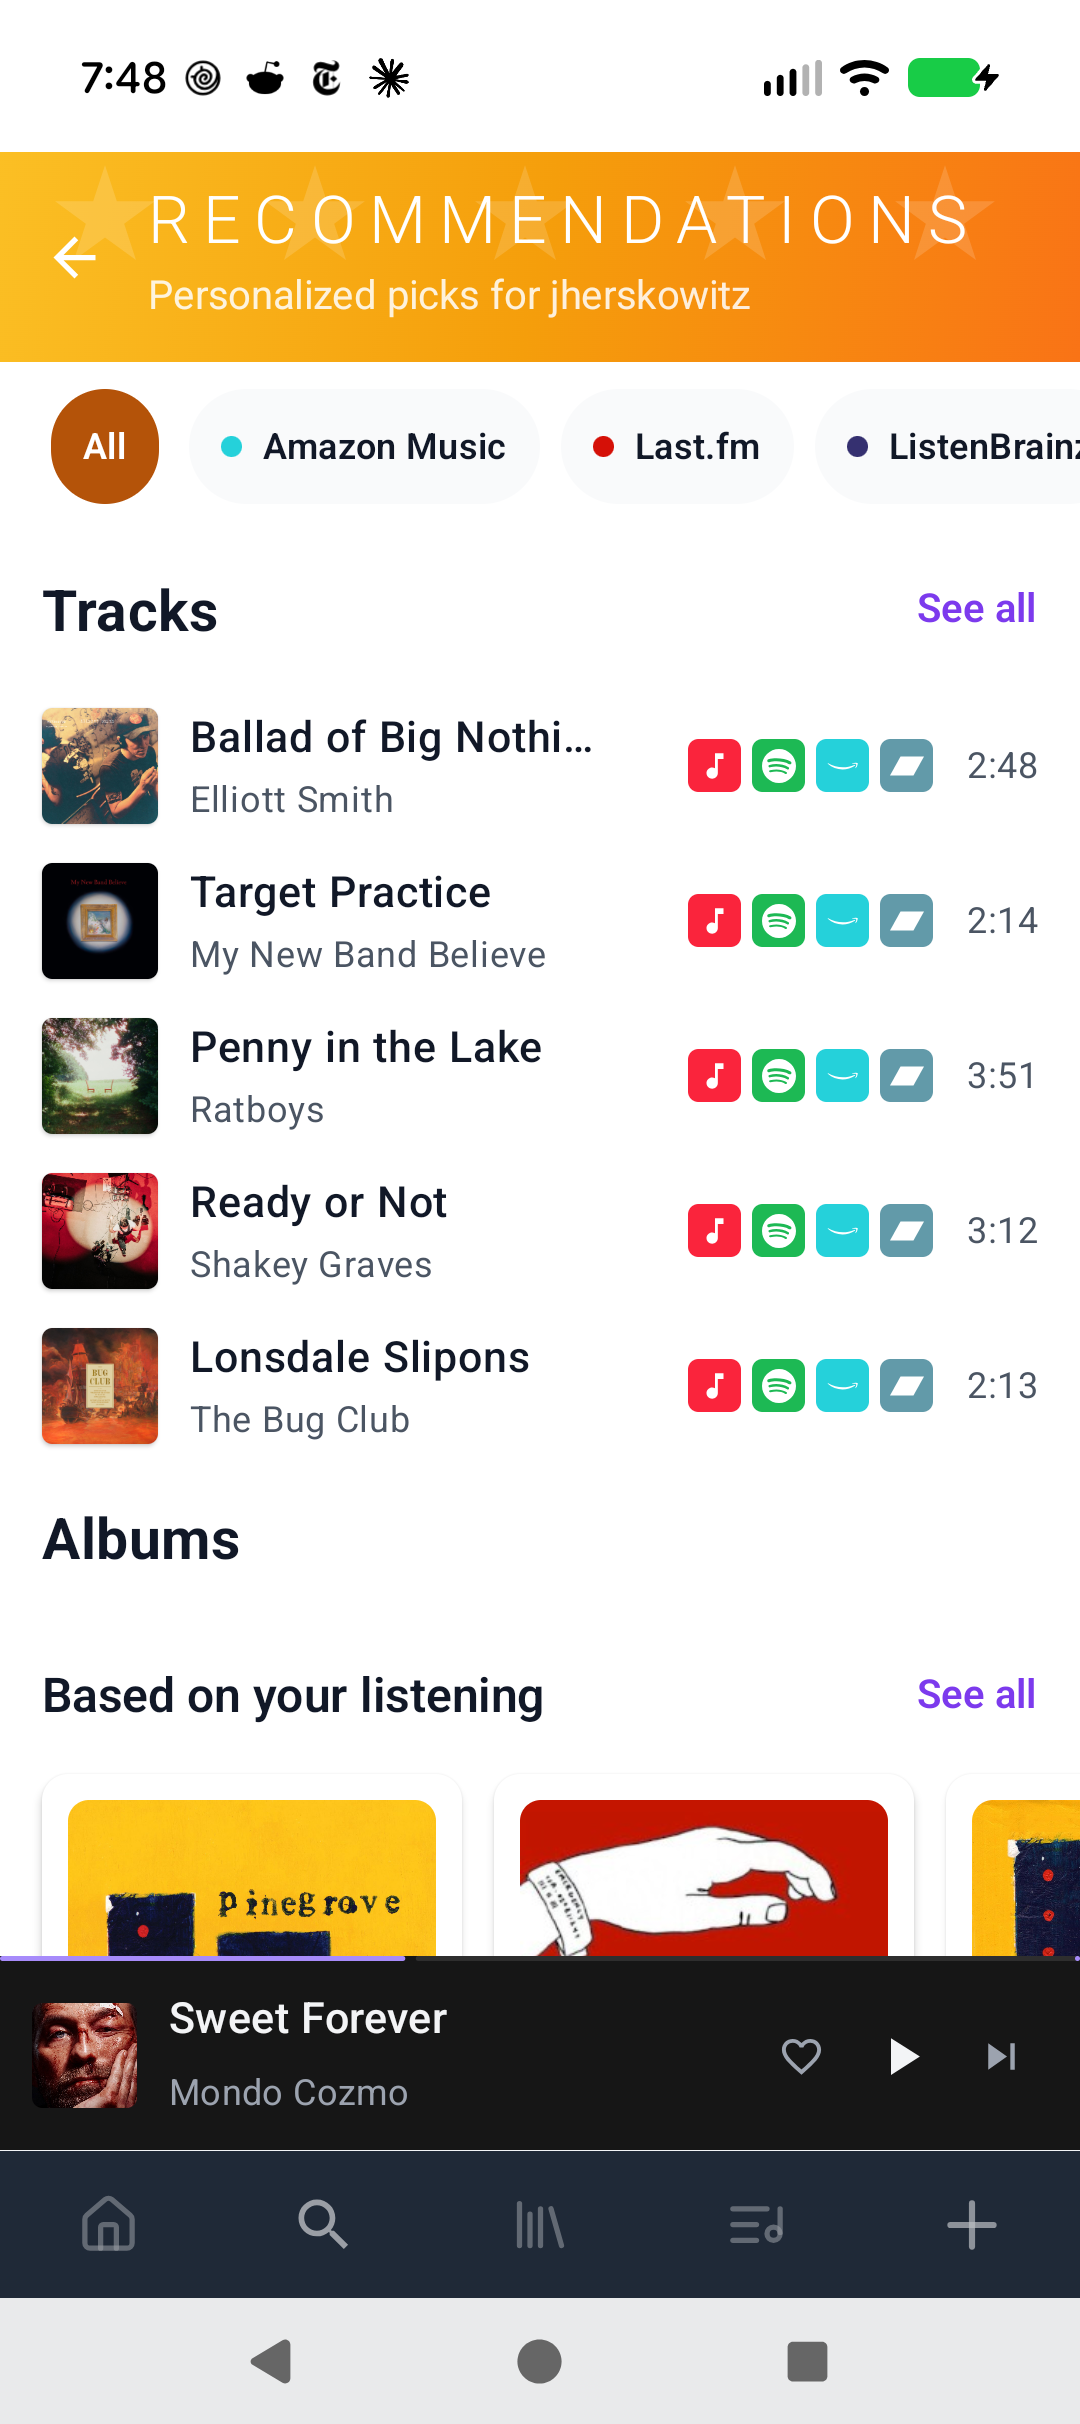 7:48
RECOMMENDATIONS
Personalized picks for jherskowitz
All
Amazon Music
Last.fm
ListenBrainz
Tracks
See all
Ballad of Big Nothi...
Elliott Smith
2:48
Target Practice
My New Band Believe
2:14
Penny in the Lake
Ratboys
3:51
Ready or Not
Shakey Graves
3:12
BUG
CLUB
Lonsdale Slipons
The Bug Club
2:13
Albums
Based on your listening
See all
pinegrove
Sweet Forever
Mondo Cozmo